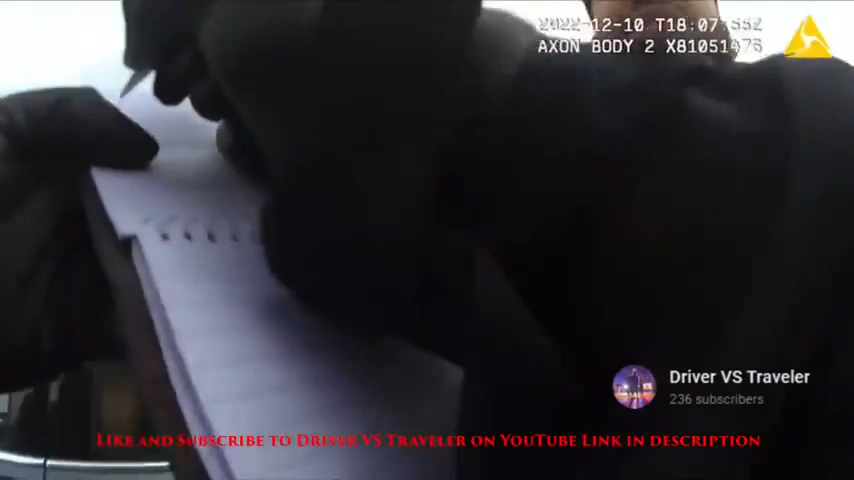 2022-12-10 T18:07:55Z
AXON BODY 2 X81051476
Driver VS Traveler
236 subscribers
Like and Subscribe to Driver VS Traveler on YouTube Link in description